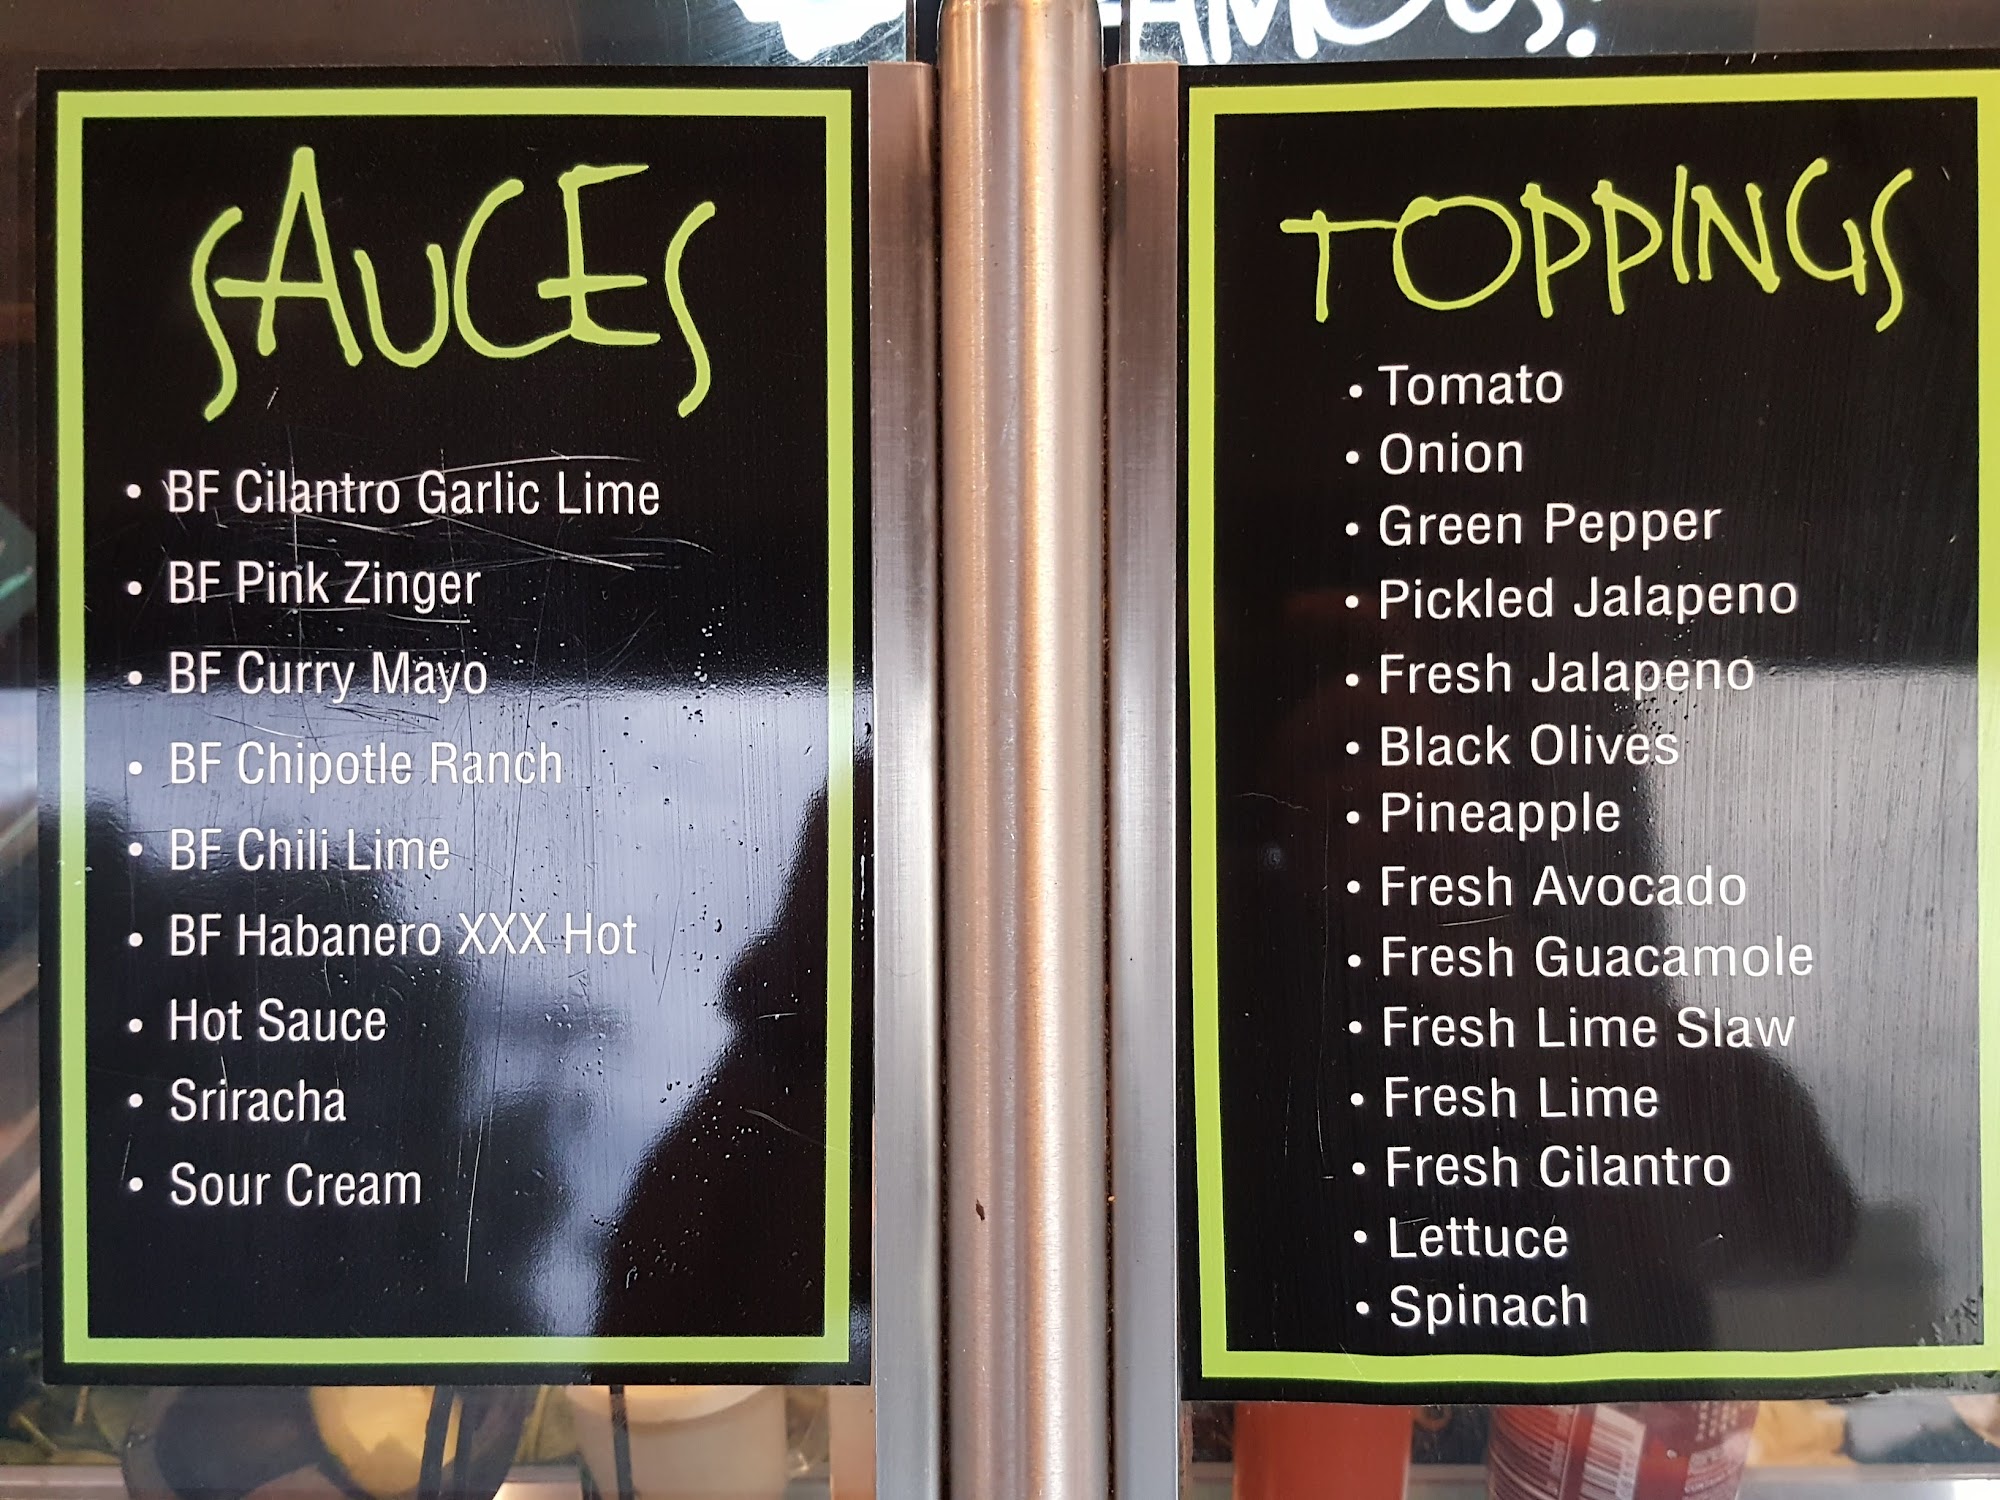 FAMOUS!
SAUCES
• BF Cilantro Garlic Lime
• BF Pink Zinger
• BF Curry Mayo
• BF Chipotle Ranch
• BF Chili Lime
• BF Habanero XXX Hot
• Hot Sauce
• Sriracha
• Sour Cream
TOPPINGS
• Tomato
• Onion
• Green Pepper
• Pickled Jalapeno
• Fresh Jalapeno
• Black Olives
• Pineapple
• Fresh Avocado
• Fresh Guacamole
• Fresh Lime Slaw
• Fresh Lime
• Fresh Cilantro
• Lettuce
• Spinach